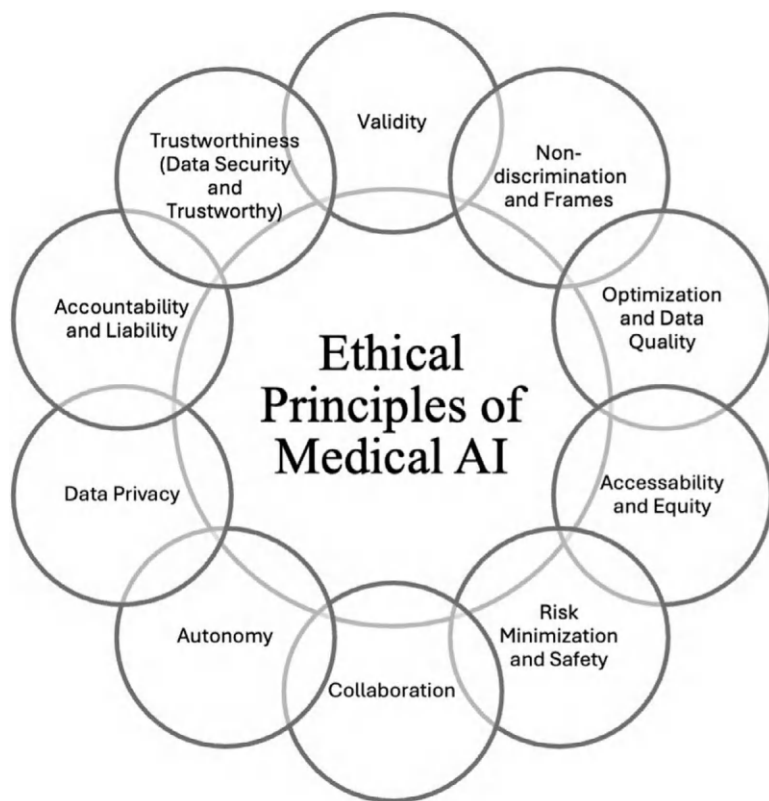 Validity
Non-
discrimination
and Frames
Optimization
and Data
Quality
Accessability
and Equity
Risk
Minimization
and Safety
Collaboration
Autonomy
Data Privacy
Accountability
and Liability
Trustworthiness
(Data Security
and
Trustworthy)
Ethical
Principles of
Medical AI